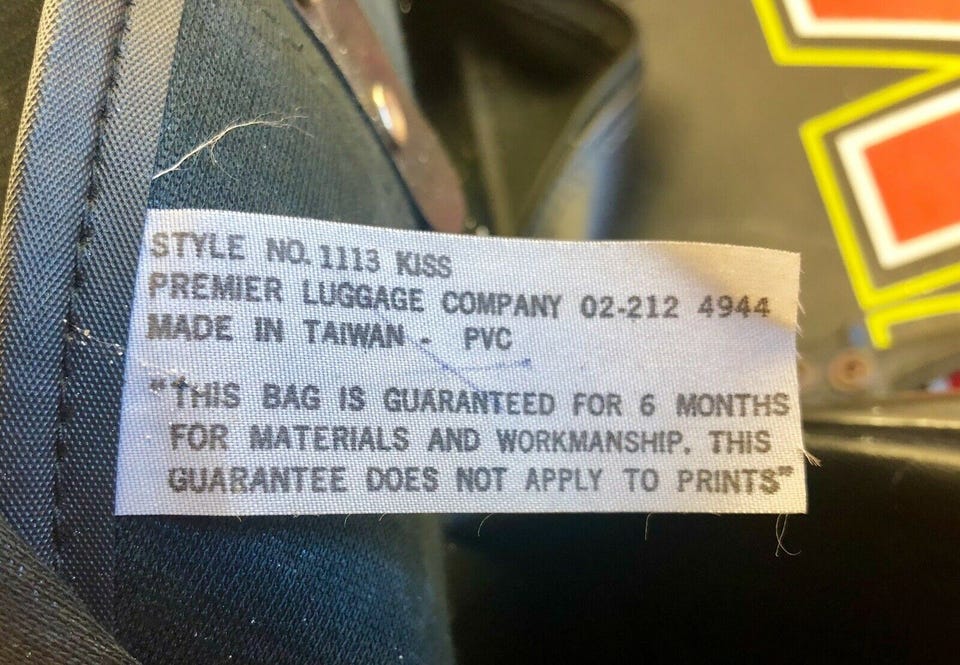 STYLE NO. 1113 KISS
PREMIER LUGGAGE COMPANY 02-212 4944
MADE IN TAIWAN - PVC
"THIS BAG IS GUARANTEED FOR 6 MONTHS
FOR MATERIALS AND WORKMANSHIP. THIS
GUARANTEE DOES NOT APPLY TO PRINTS"